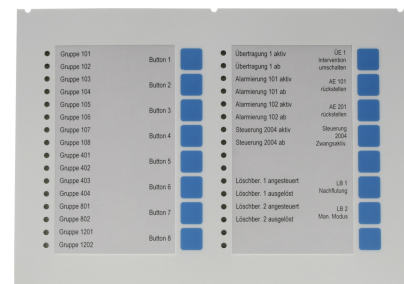 Gruppe 101
Gruppe 102
Button 1
Gruppe 103
Gruppe 104
Button 2
Gruppe 105
Gruppe 106
Button 3
Gruppe 107
Gruppe 108
Button 4
Gruppe 401
Gruppe 402
Button 5
Gruppe 403
Gruppe 404
Button 6
Gruppe 801
Gruppe 802
Button 7
Gruppe 1201
Gruppe 1202
Button 8
Übertragung 1 aktiv
Übertragung 1 ab
ÜE 1
Intervention
umschalten
Alarmierung 101 aktiv
Alarmierung 101 ab
AE 101
rückstellen
Alarmierung 102 aktiv
Alarmierung 102 ab
AE 201
rückstellen
Steuerung 2004 aktiv
Steuerung 2004 ab
Steuerung
2004
Zwangsaktiv.
Löschber. 1 angesteuert
Löschber. 1 ausgelöst
LB 1
Nachflutung
Löschber. 2 angesteuert
Löschber. 2 ausgelöst
LB 2
Man. Modus